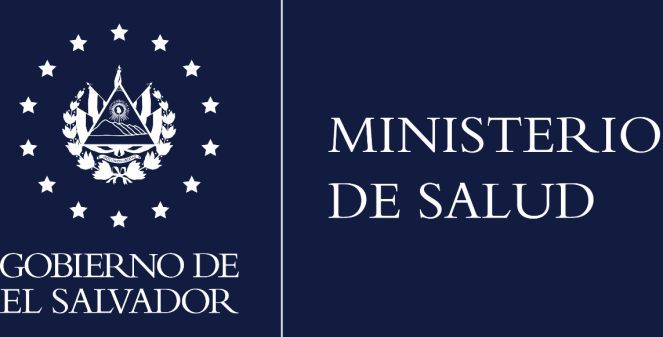 GOBIERNO DE
EL SALVADOR
MINISTERIO
DE SALUD